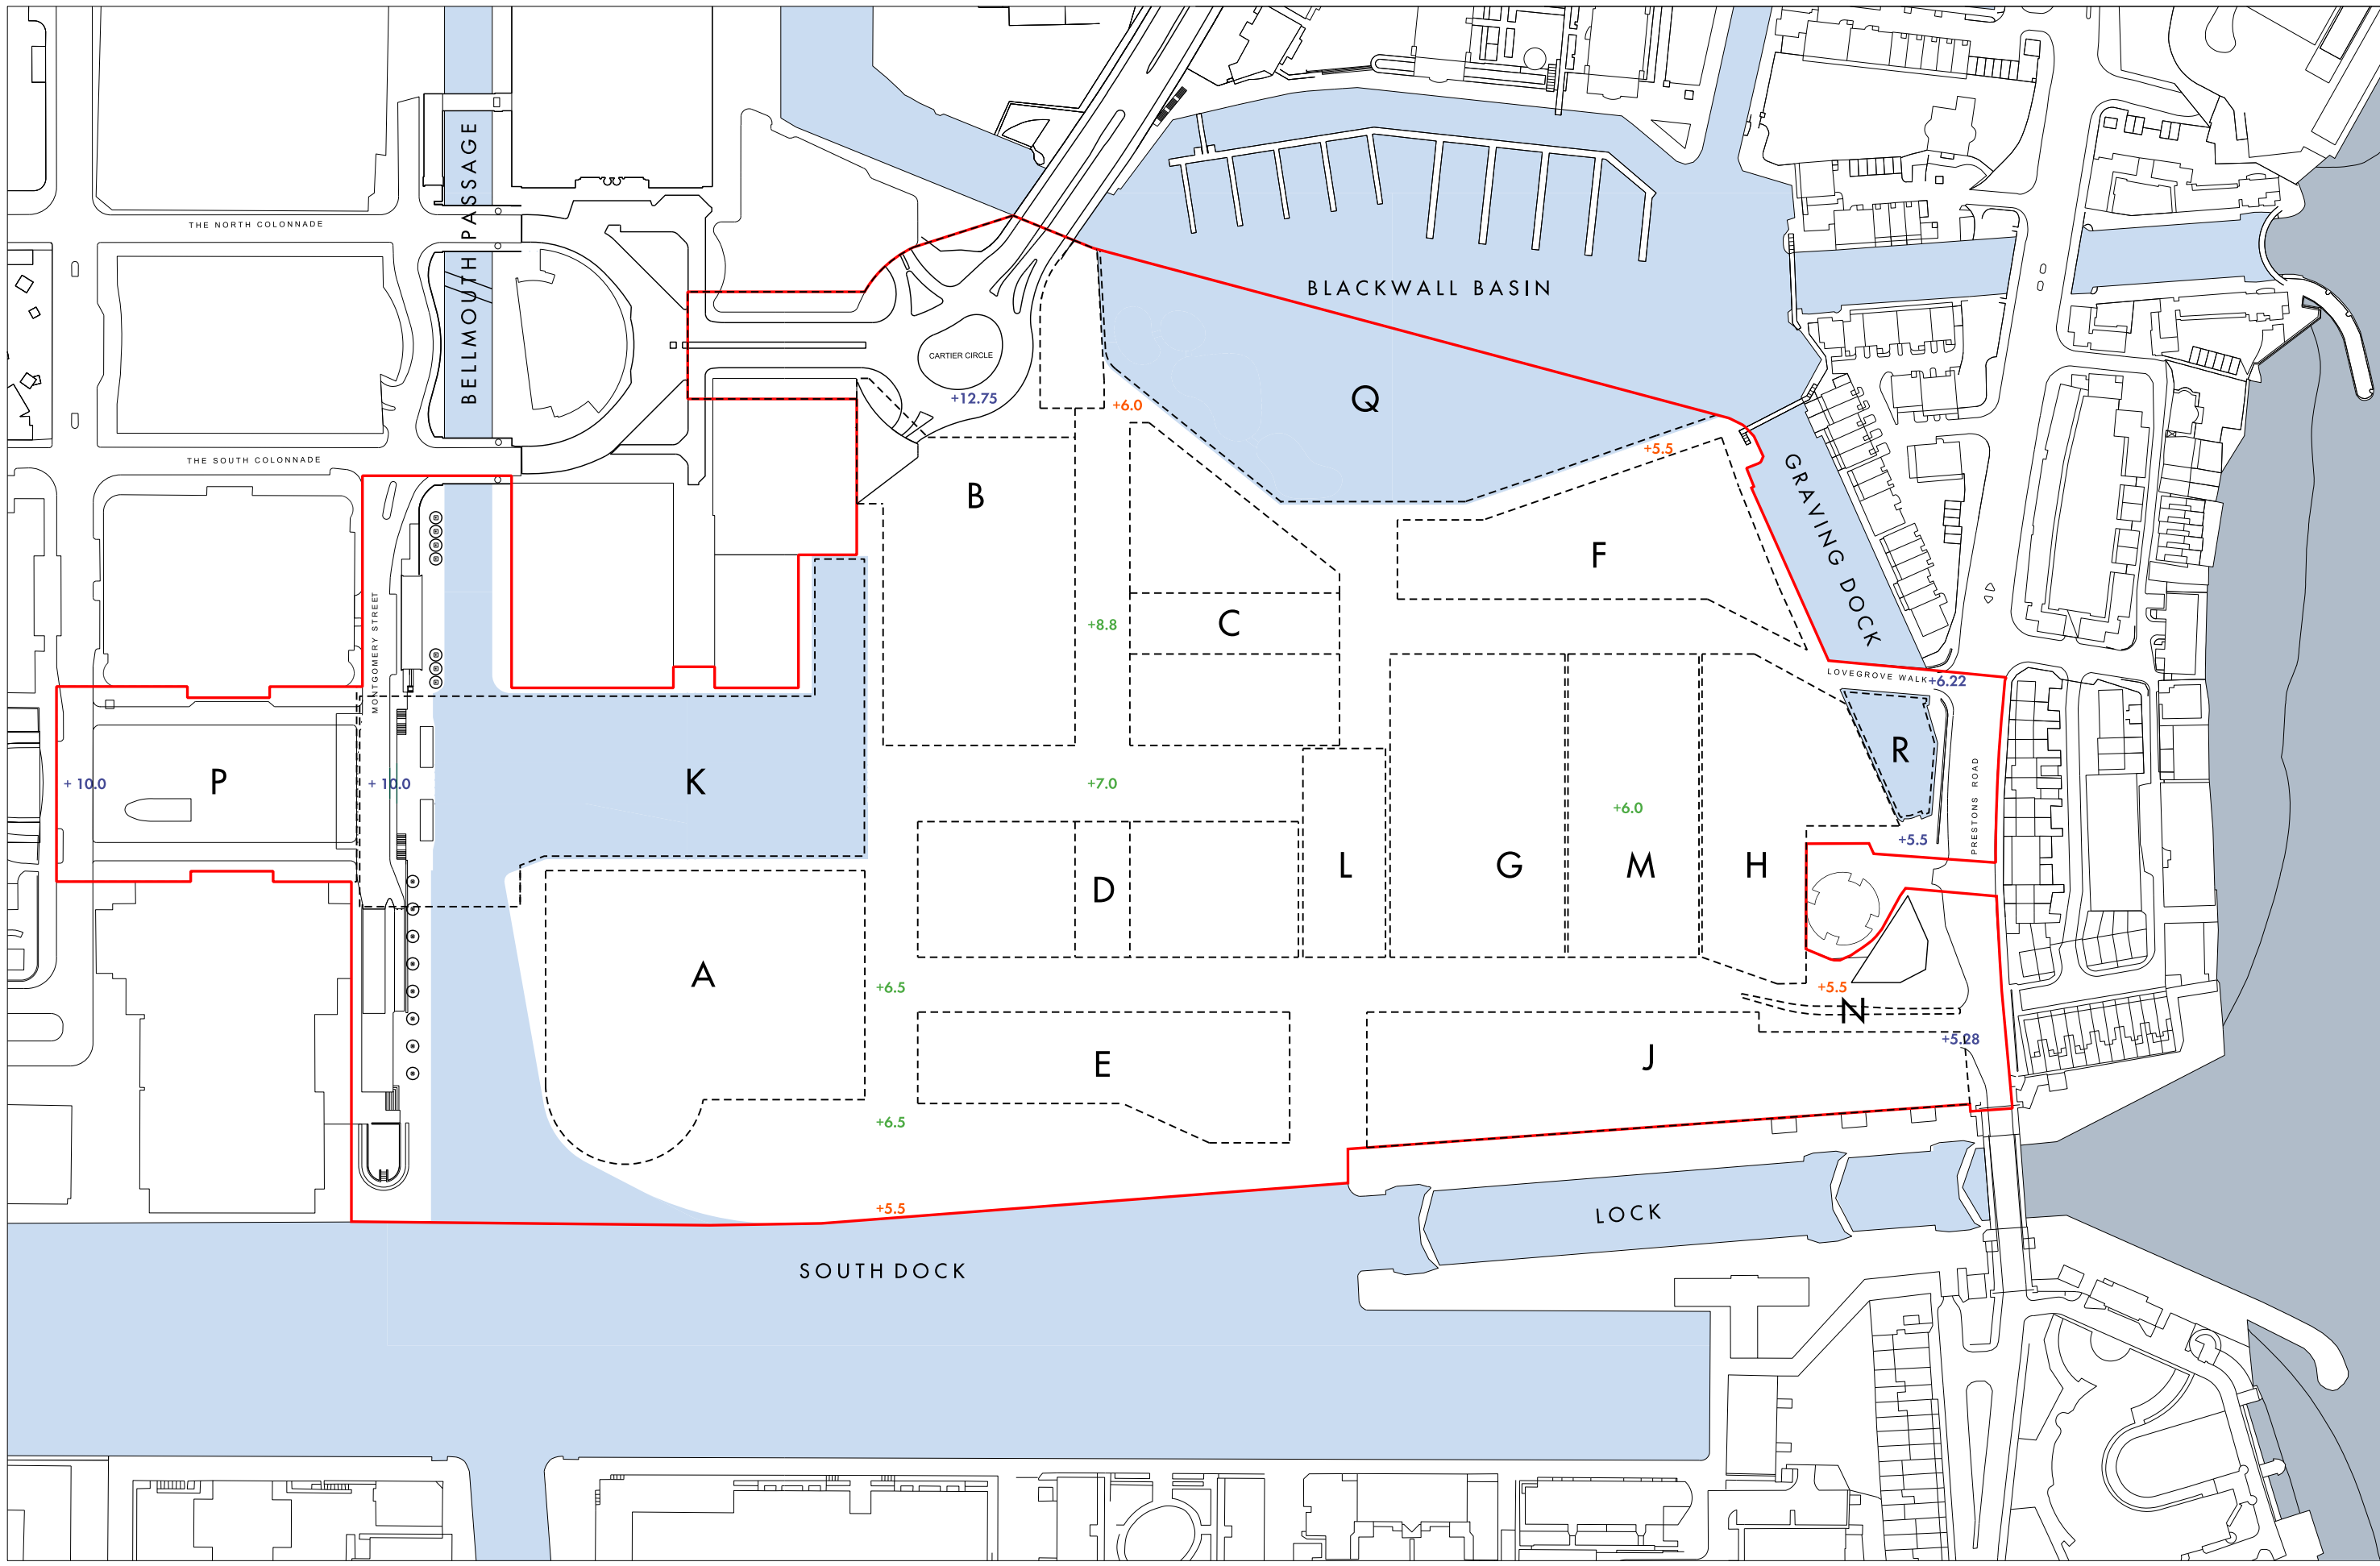 BELLMOUTH PASSAGE
THE NORTH COLONNADE
BLACKWALL BASIN
CARTIER CIRCLE
+12.75
+6.0
Q
+5.5
THE SOUTH COLONNADE
B
GRAVING DOCK
F
MONTGOMERY STREET
+8.8
C
LOVEGROVE WALK
+6.22
R
+ 10.0
P
+ 10.0
K
+7.0
+6.0
PRESTONS ROAD
+5.5
D
L
G
M
H
A
+6.5
+5.5
N
+5.28
E
J
+6.5
+5.5
LOCK
SOUTH DOCK